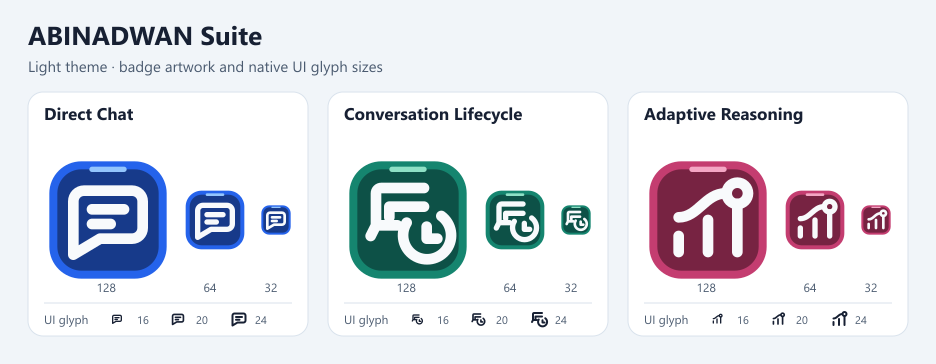 ABINADWAN Suite
Light theme · badge artwork and native UI glyph sizes
Direct Chat
128 64 32
UI glyph 16 20 24
Conversation Lifecycle
128 64 32
UI glyph 16 20 24
Adaptive Reasoning
128 64 32
UI glyph 16 20 24